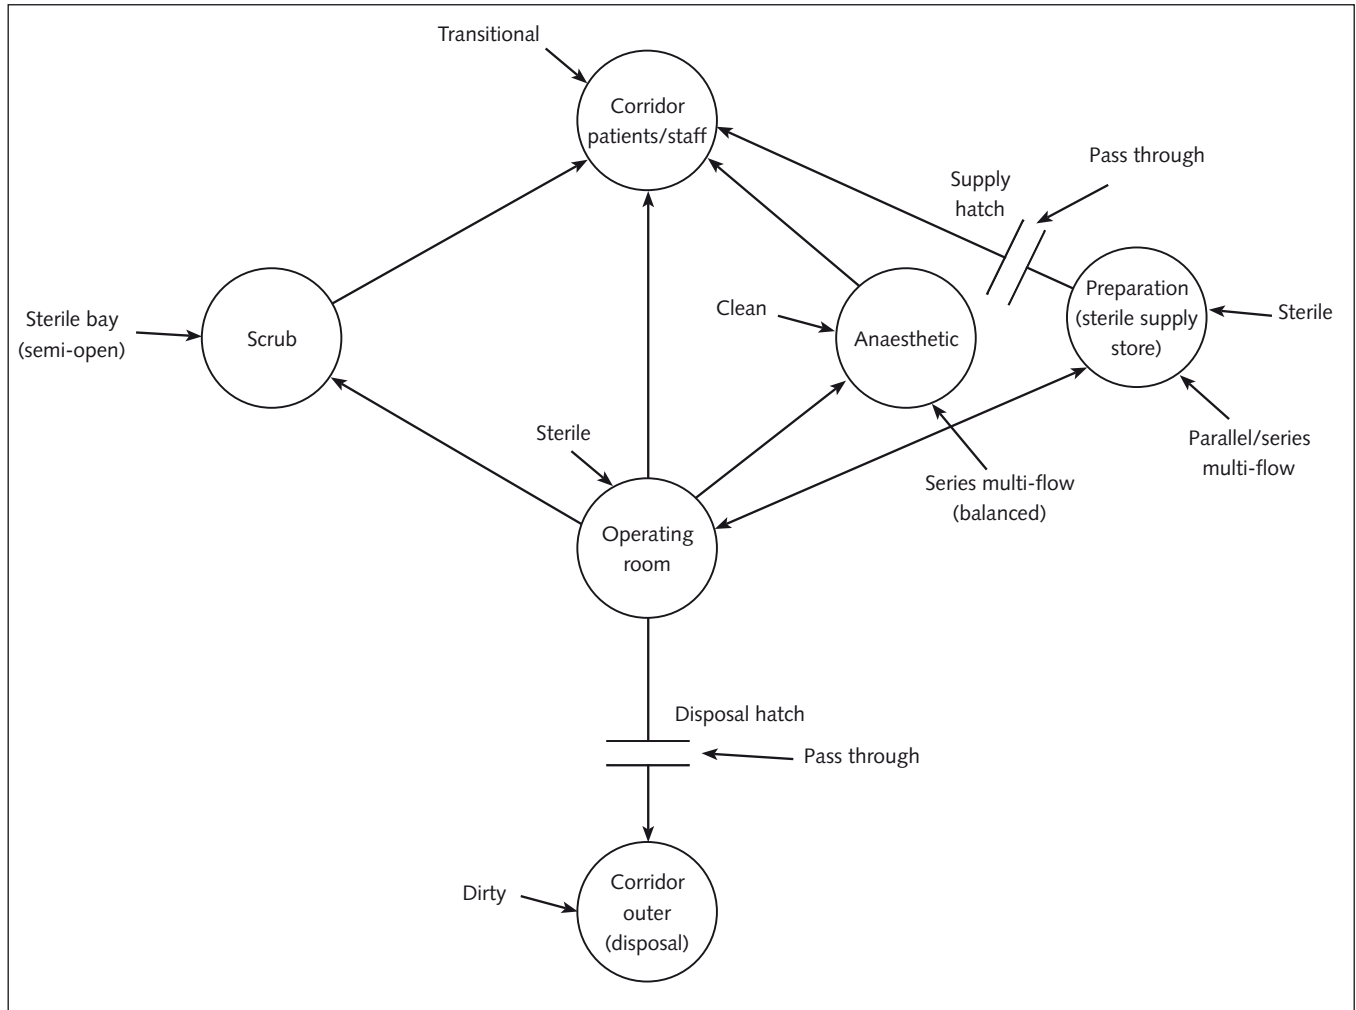 Transitional
Corridor
patients/staff
Supply
hatch
Pass through
Sterile bay
(semi-open)
Scrub
Clean
Anaesthetic
Preparation
(sterile supply
store)
Sterile
Parallel/series
multi-flow
Sterile
Series multi-flow
(balanced)
Operating
room
Disposal hatch
Pass through
Dirty
Corridor
outer
(disposal)